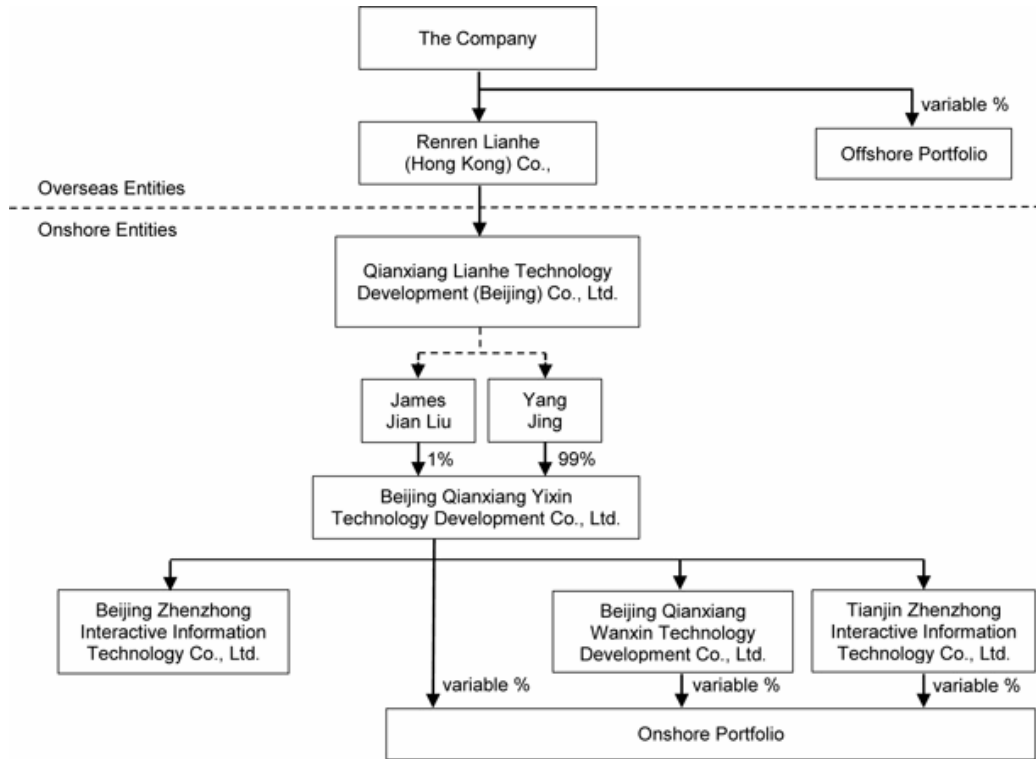 The Company
variable %
Renren Lianhe
(Hong Kong) Co.,
Offshore Portfolio
Overseas Entities
Onshore Entities
Qianxiang Lianhe Technology
Development (Beijing) Co., Ltd.
James
Jian Liu
Yang
Jing
1%
99%
Beijing Qianxiang Yixin
Technology Development Co., Ltd.
Beijing Zhenzhong
Interactive Information
Technology Co., Ltd.
Beijing Qianxiang
Wanxin Technology
Development Co., Ltd.
Tianjin Zhenzhong
Interactive Information
Technology Co., Ltd.
variable %
variable %
variable %
Onshore Portfolio